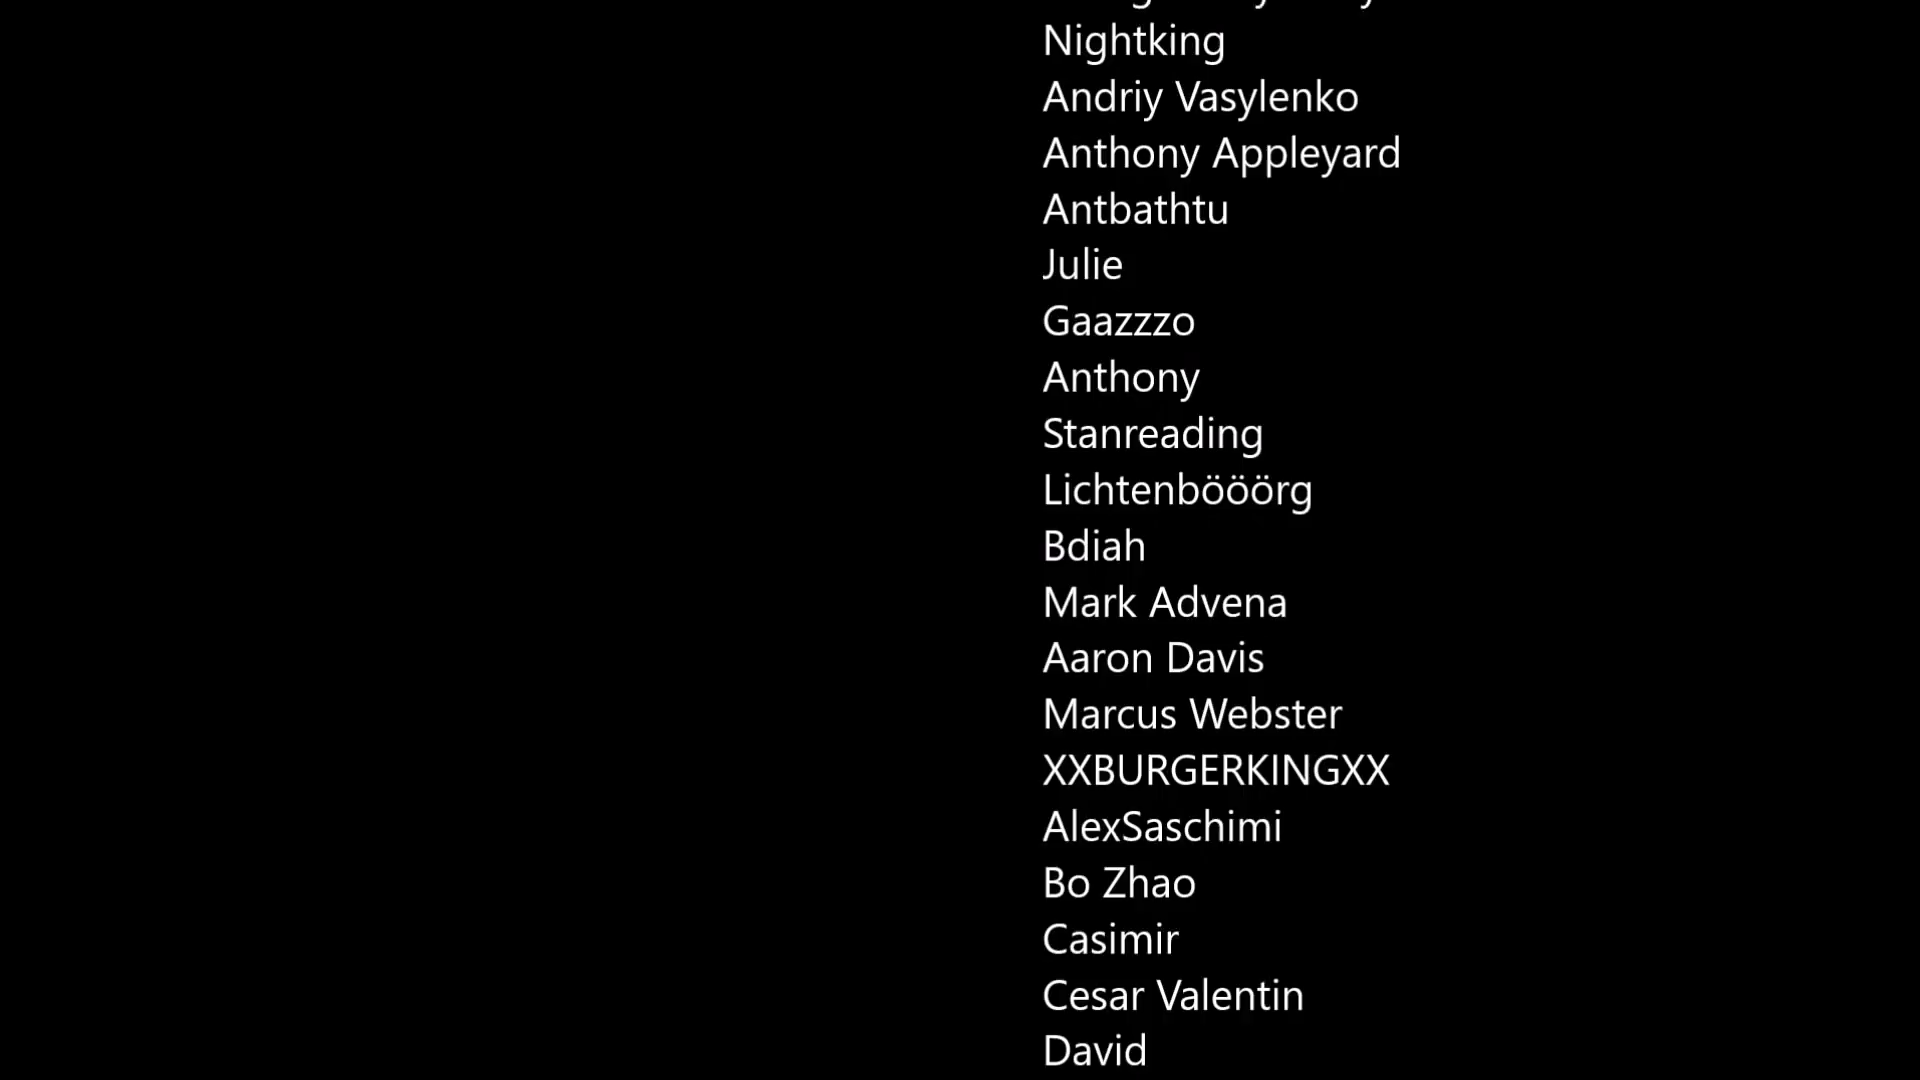 Nightking
Andriy Vasylenko
Anthony Appleyard
Antbathtu
Julie
Gaazzzo
Anthony
Stanreading
Lichtenbööörg
Bdiah
Mark Advena
Aaron Davis
Marcus Webster
XXBURGERKINGXX
AlexSaschimi
Bo Zhao
Casimir
Cesar Valentin
David